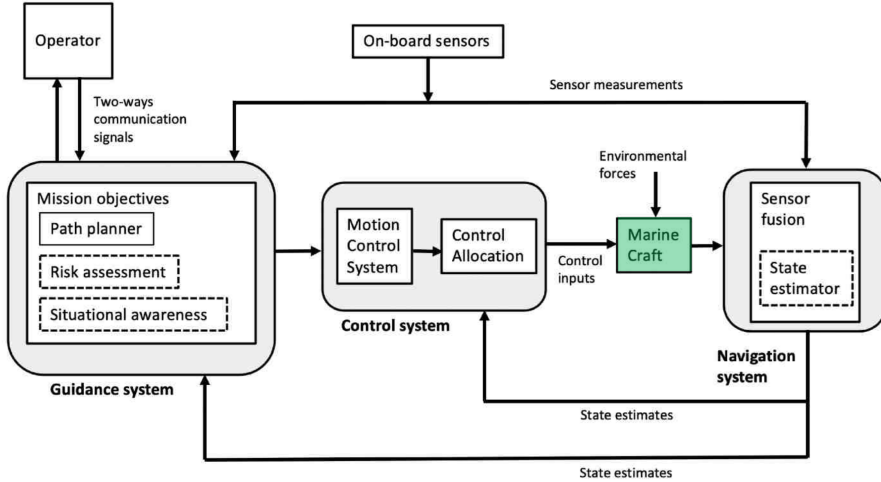 Operator
On-board sensors
Two-ways
communication
signals
Sensor measurements
Mission objectives
Path planner
Risk assessment
Situational awareness
Guidance system
Motion
Control
System
Control
Allocation
Control system
Control
inputs
Environmental
forces
Marine
Craft
Sensor
fusion
State
estimator
Navigation
system
State estimates
State estimates